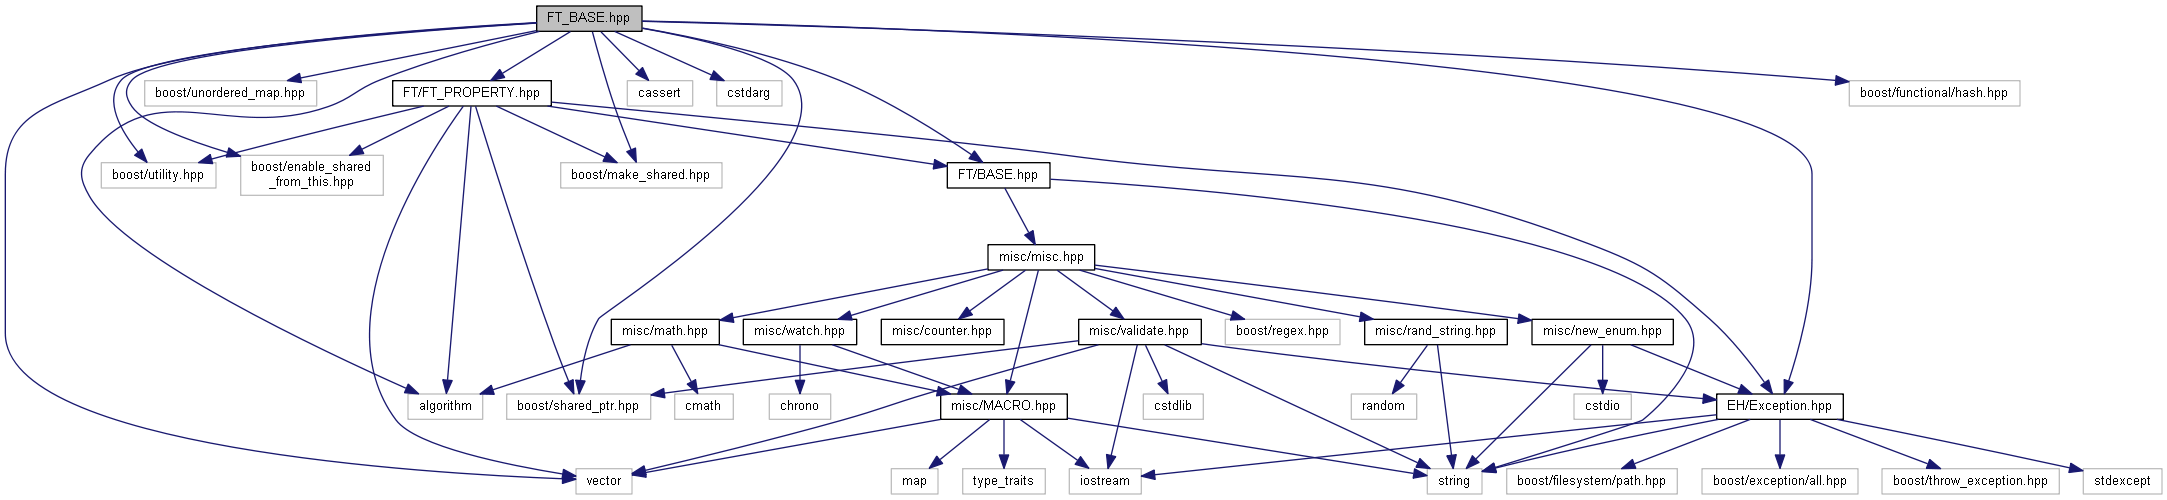 FT_BASE.hpp
boost/unordered_map.hpp
FT/FT_PROPERTY.hpp
cassert
cstdarg
boost/functional/hash.hpp
boost/utility.hpp
boost/enable_shared
_from_this.hpp
boost/make_shared.hpp
FT/BASE.hpp
misc/misc.hpp
misc/math.hpp
misc/watch.hpp
misc/counter.hpp
misc/validate.hpp
boost/regex.hpp
misc/rand_string.hpp
misc/new_enum.hpp
algorithm
boost/shared_ptr.hpp
cmath
chrono
misc/MACRO.hpp
cstdlib
random
cstdio
EH/Exception.hpp
vector
map
type_traits
iostream
string
boost/filesystem/path.hpp
boost/exception/all.hpp
boost/throw_exception.hpp
stdexcept